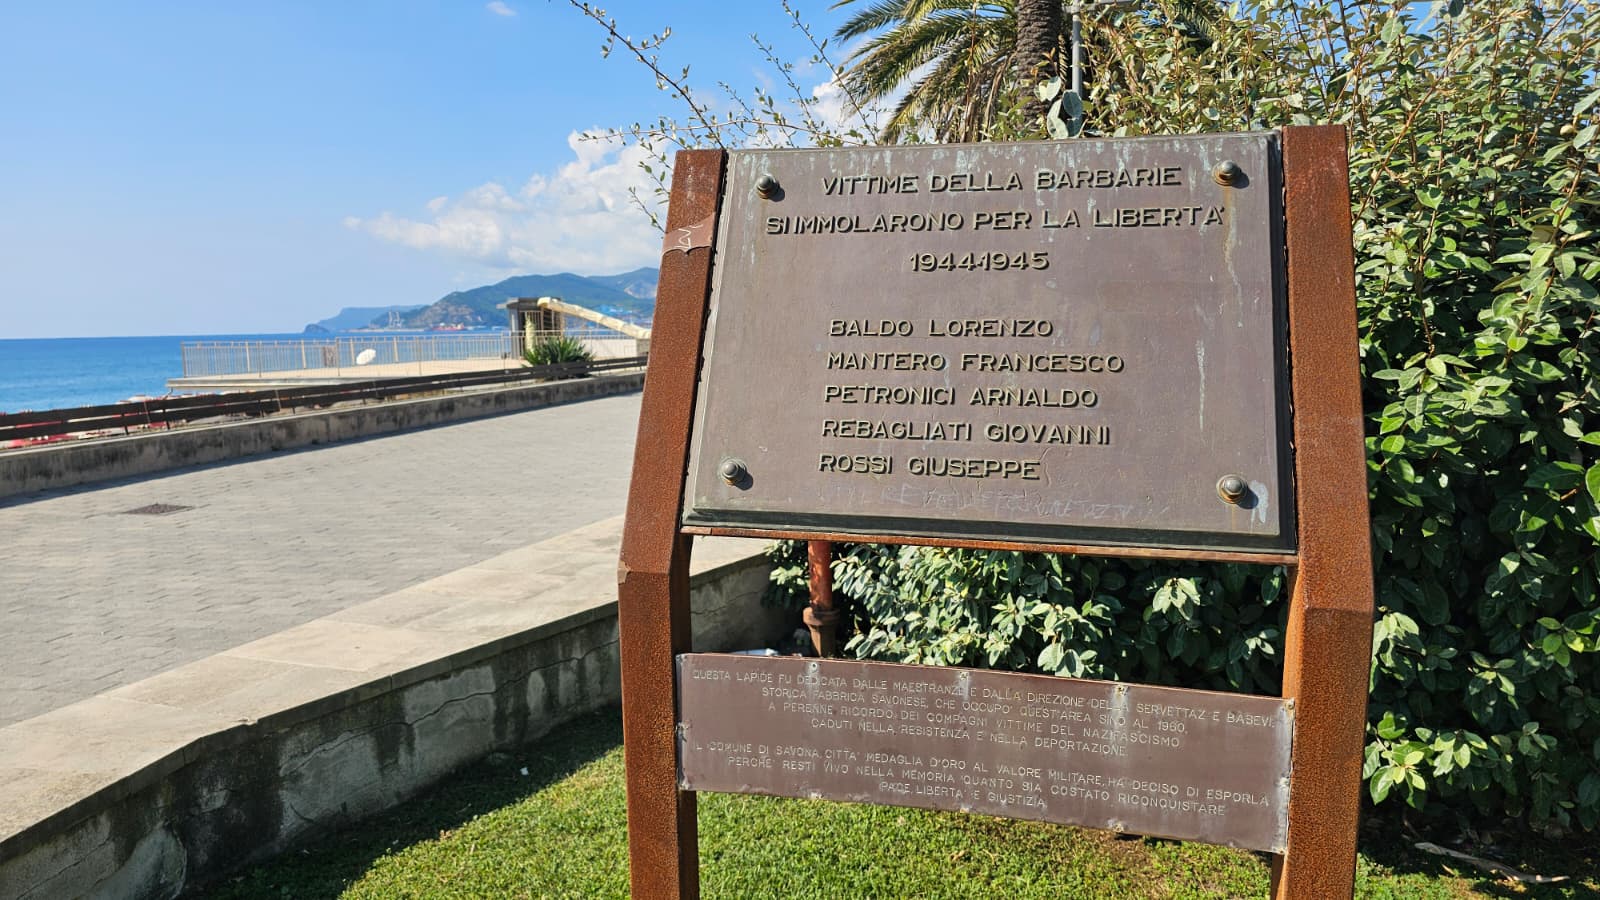 VITTIME DELLA BARBARIE
SI IMMOLARONO PER LA LIBERTA'
1944-1945
BALDO LORENZO
MANTERO FRANCESCO
PETRONICI ARNALDO
REBAGLIATI GIOVANNI
ROSSI GIUSEPPE
QUESTA LAPIDE FU DEDICATA DALLE MAESTRANZE E DALLA DIREZIONE DELLA SERVETTAZ E BASEVI,
STORICA FABBRICA SAVONESE, CHE OCCUPO' QUEST'AREA SINO AL 1960,
A PERENNE RICORDO DEI COMPAGNI VITTIME DEL NAZIFASCISMO
CADUTI NELLA RESISTENZA E NELLA DEPORTAZIONE.
IL COMUNE DI SAVONA, CITTA' MEDAGLIA D'ORO AL VALORE MILITARE, HA DECISO DI ESPORLA
PERCHE' RESTI VIVO NELLA MEMORIA QUANTO SIA COSTATO RICONQUISTARE
PACE, LIBERTA' E GIUSTIZIA